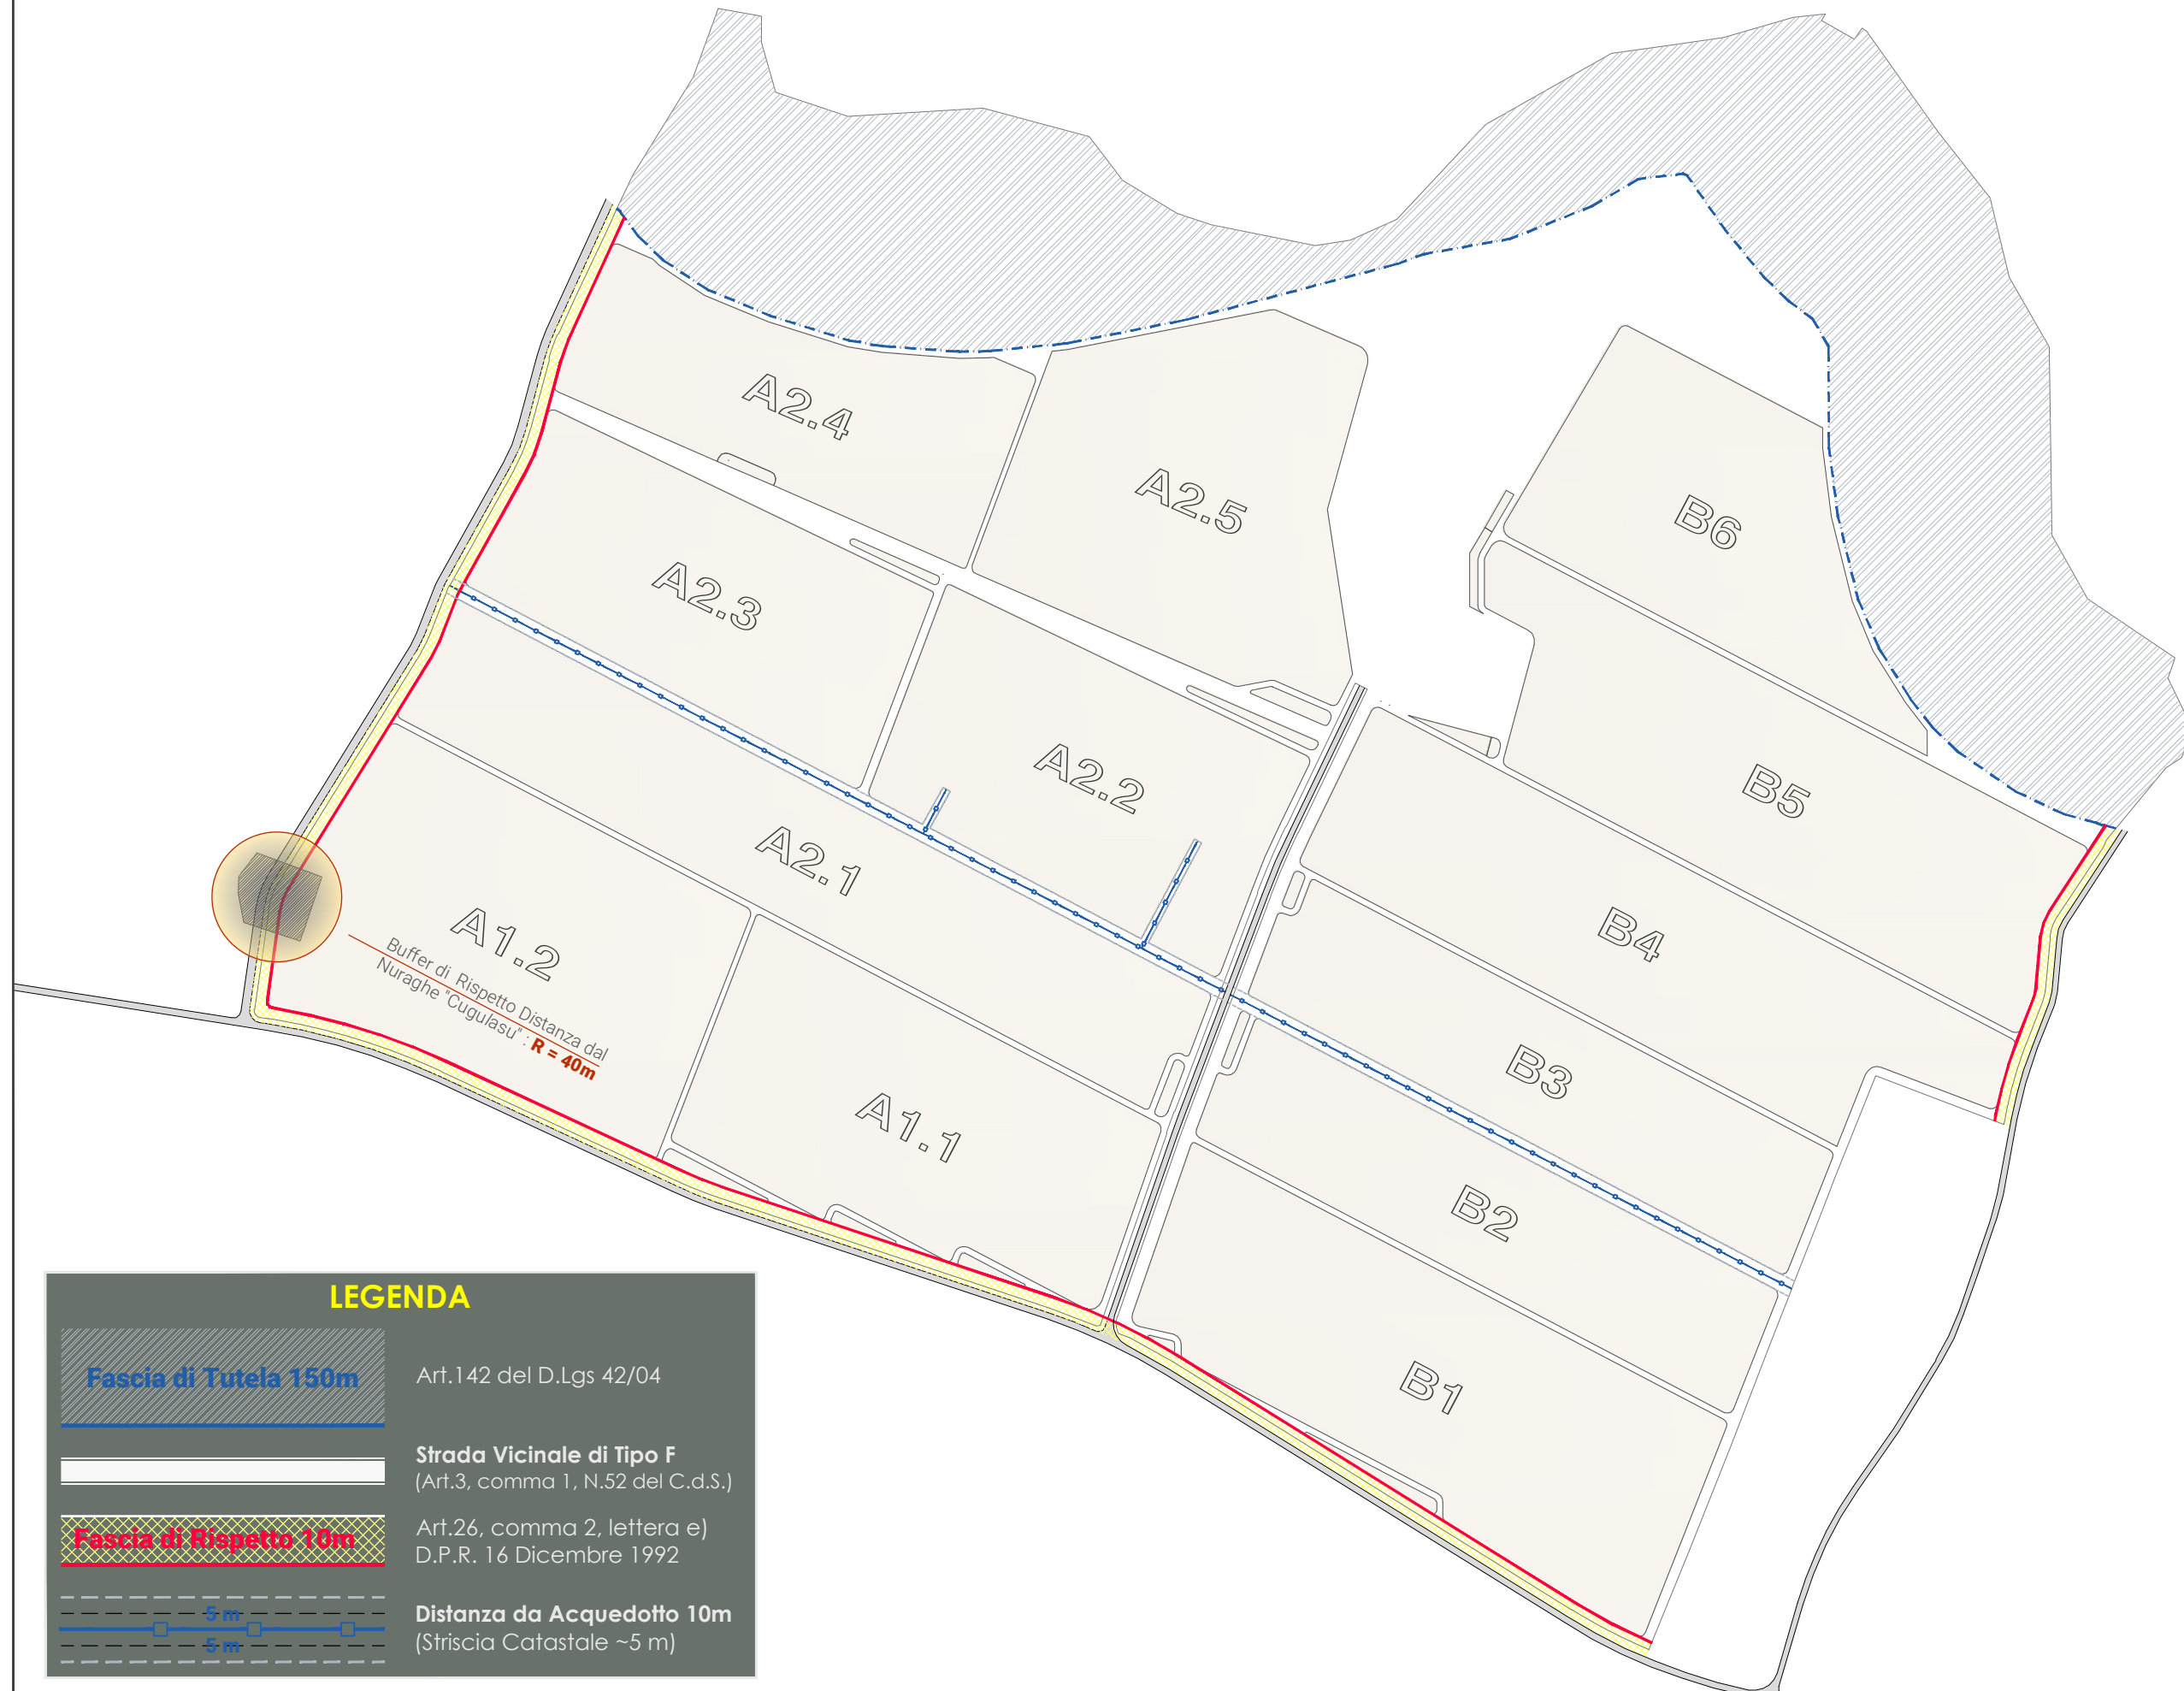 A2.4
A2.5
B6
A2.3
A2.2
B5
A2.1
B4
A1.2
Buffer di Rispetto Distanza dal
Nuraghe "Cugulasu" : R = 40m
B3
A1.1
B2
B1
LEGENDA
Fascia di Tutela 150m
Art.142 del D.Lgs 42/04
Strada Vicinale di Tipo F
(Art.3, comma 1, N.52 del C.d.S.)
Fascia di Rispetto 10m
Art.26, comma 2, lettera e)
D.P.R. 16 Dicembre 1992
5 m
5 m
Distanza da Acquedotto 10m
(Striscia Catastale ~5 m)